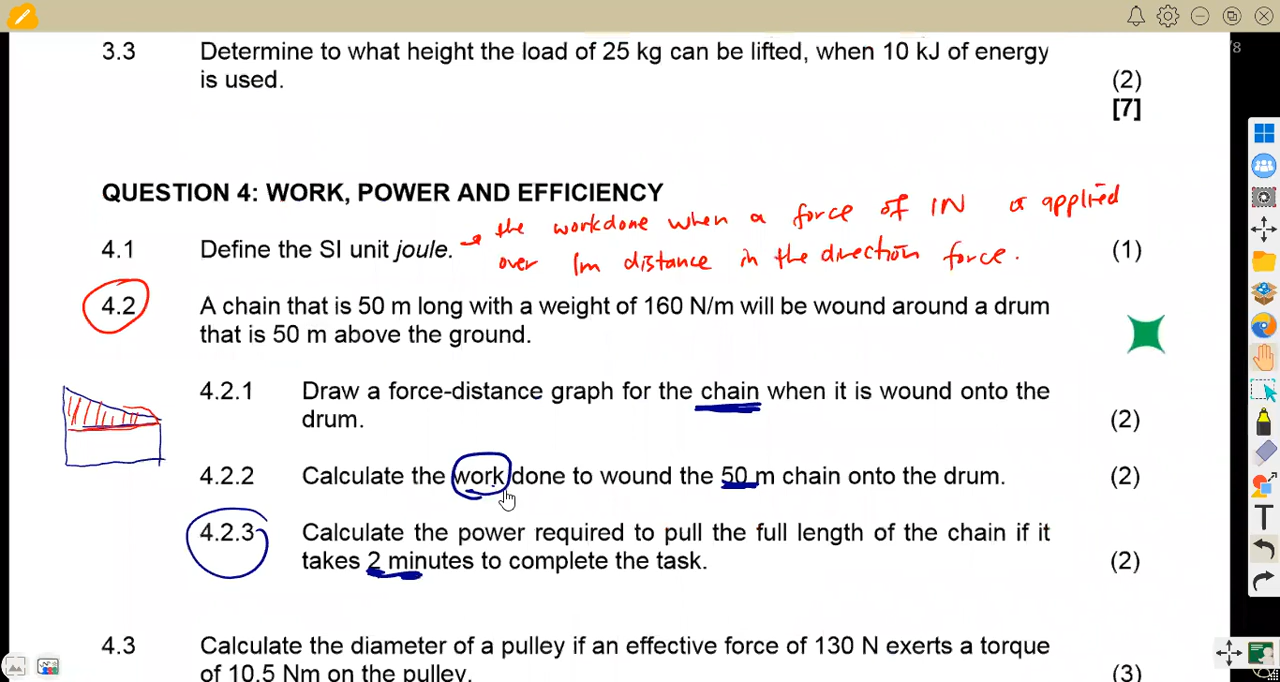 3.3 Determine to what height the load of 25 kg can be lifted, when 10 kJ of energy
is used. (2)
[7]
/8
QUESTION 4: WORK, POWER AND EFFICIENCY
the workdone when a force of 1N is applied
4.1 Define the SI unit joule. (1)
over 1m distance in the direction force.
4.2 A chain that is 50 m long with a weight of 160 N/m will be wound around a drum
that is 50 m above the ground.
4.2.1 Draw a force-distance graph for the chain when it is wound onto the
drum. (2)
4.2.2 Calculate the work done to wound the 50 m chain onto the drum. (2)
4.2.3 Calculate the power required to pull the full length of the chain if it
takes 2 minutes to complete the task. (2)
4.3 Calculate the diameter of a pulley if an effective force of 130 N exerts a torque
of 10.5 Nm on the pulley. (3)